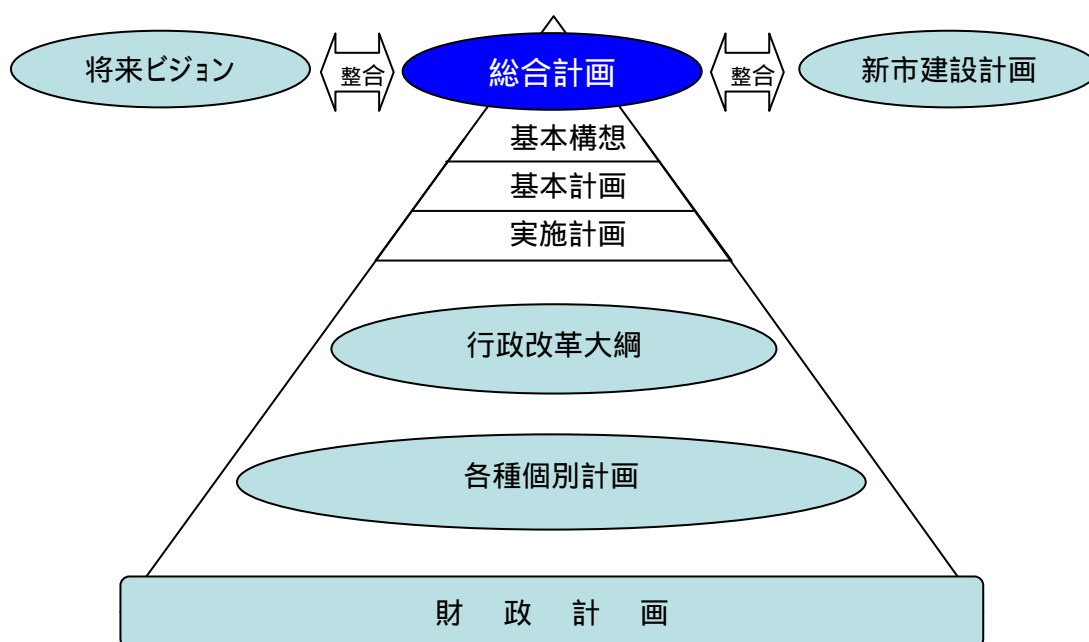 将来ビジョン
整合
総合計画
整合
新市建設計画
基本構想
基本計画
実施計画
行政改革大綱
各種個別計画
財政計画